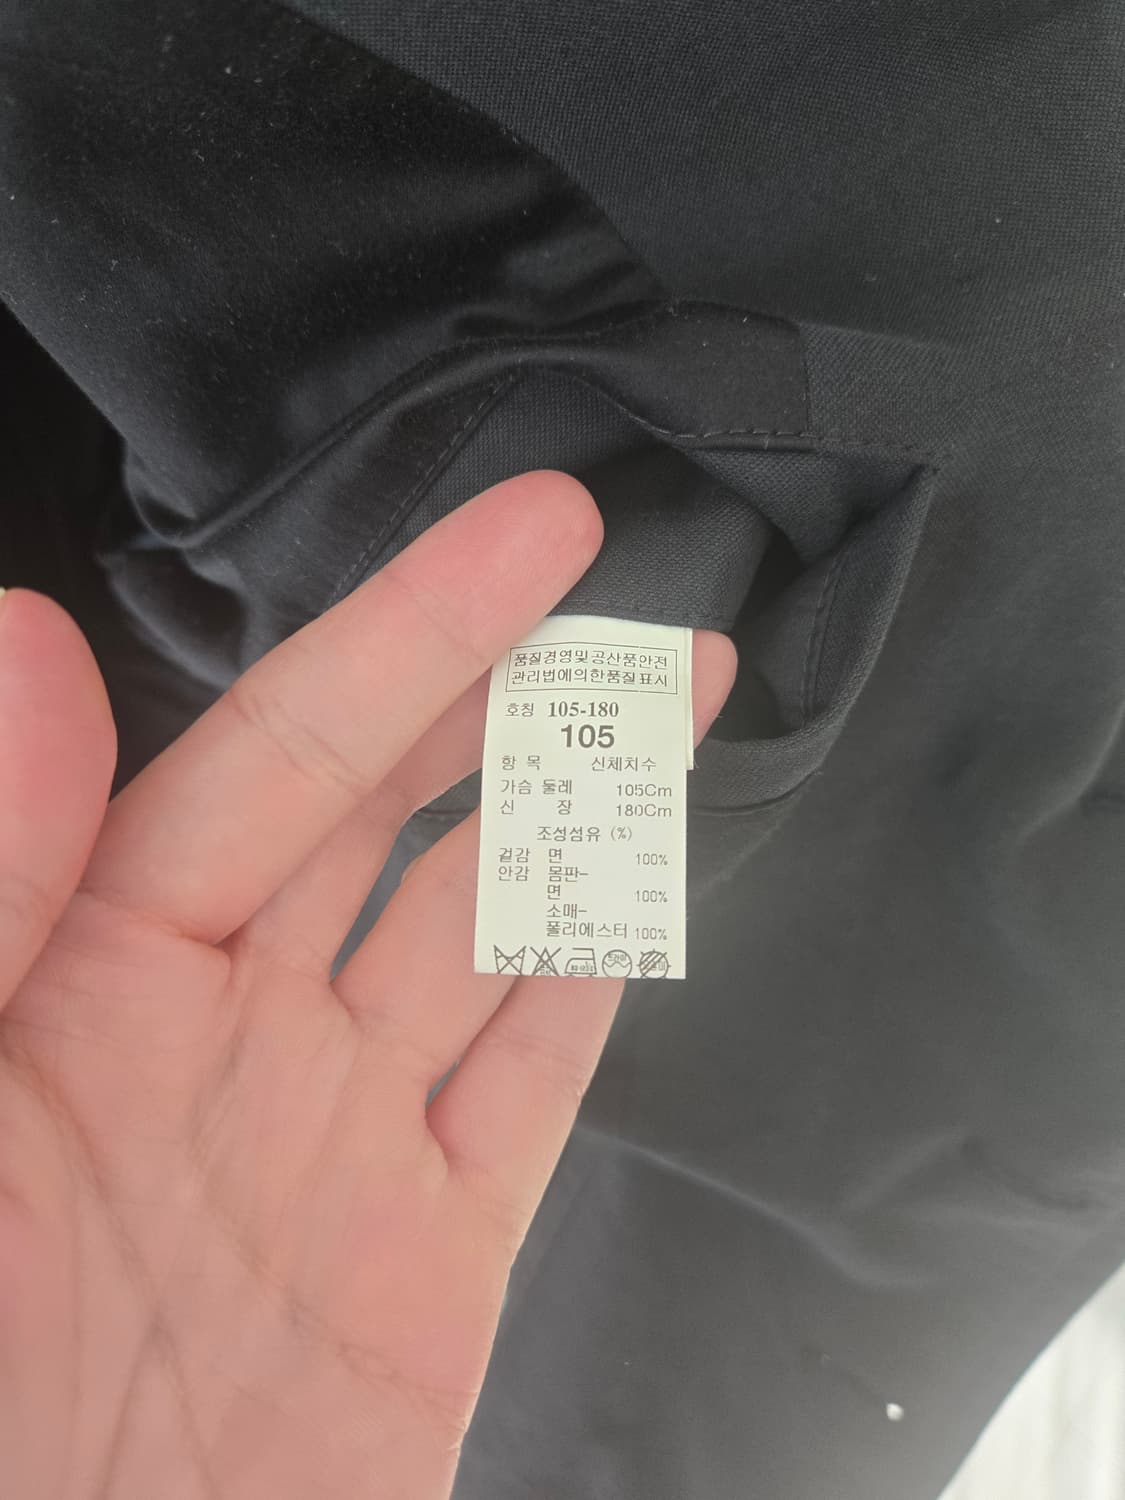 품질경영및공산품안전
관리법에의한품질표시
호칭 105-180
105
항 목 신체치수
가슴 둘레 105Cm
신 장 180Cm
조성섬유 (%)
겉감 면 100%
안감 몸판-
면 100%
소매-
폴리에스터 100%
드라이